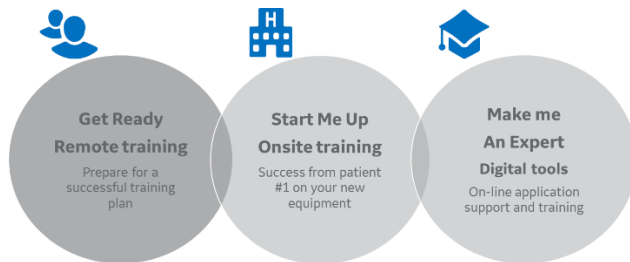 H
Get Ready
Remote training
Prepare for a
successful training
plan
Start Me Up
Onsite training
Success from patient
#1 on your new
equipment
Make me
An Expert
Digital tools
On-line application
support and training